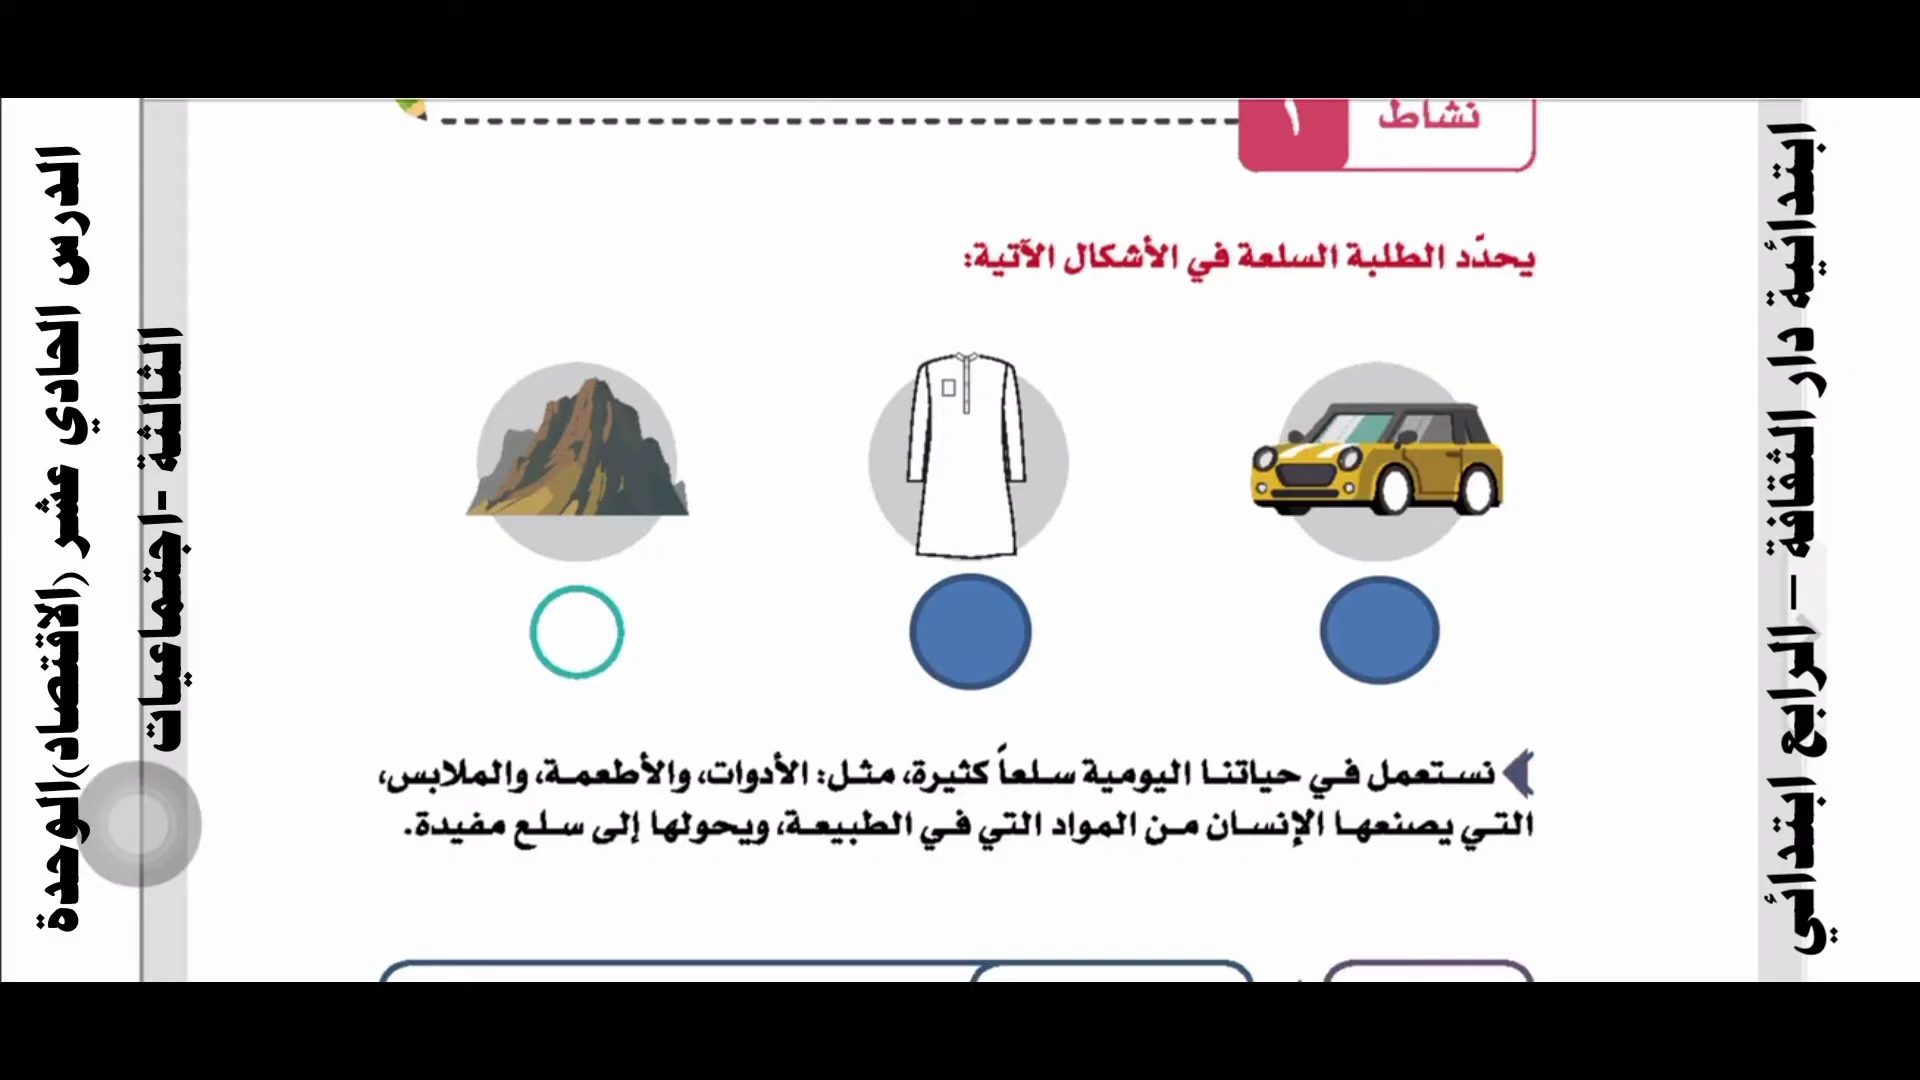 نشاط ١
يحدّد الطلبة السلعة في الأشكال الآتية:
نستعمل في حياتنا اليومية سلعاً كثيرة، مثل: الأدوات، والأطعمة، والملابس،
التي يصنعها الإنسان من المواد التي في الطبيعة، ويحولها إلى سلع مفيدة.
ابتدائية دار الثقافة – الرابع ابتدائي
الدرس الحادي عشر (الاقتصاد)الوحدة
الثالثة -اجتماعيات